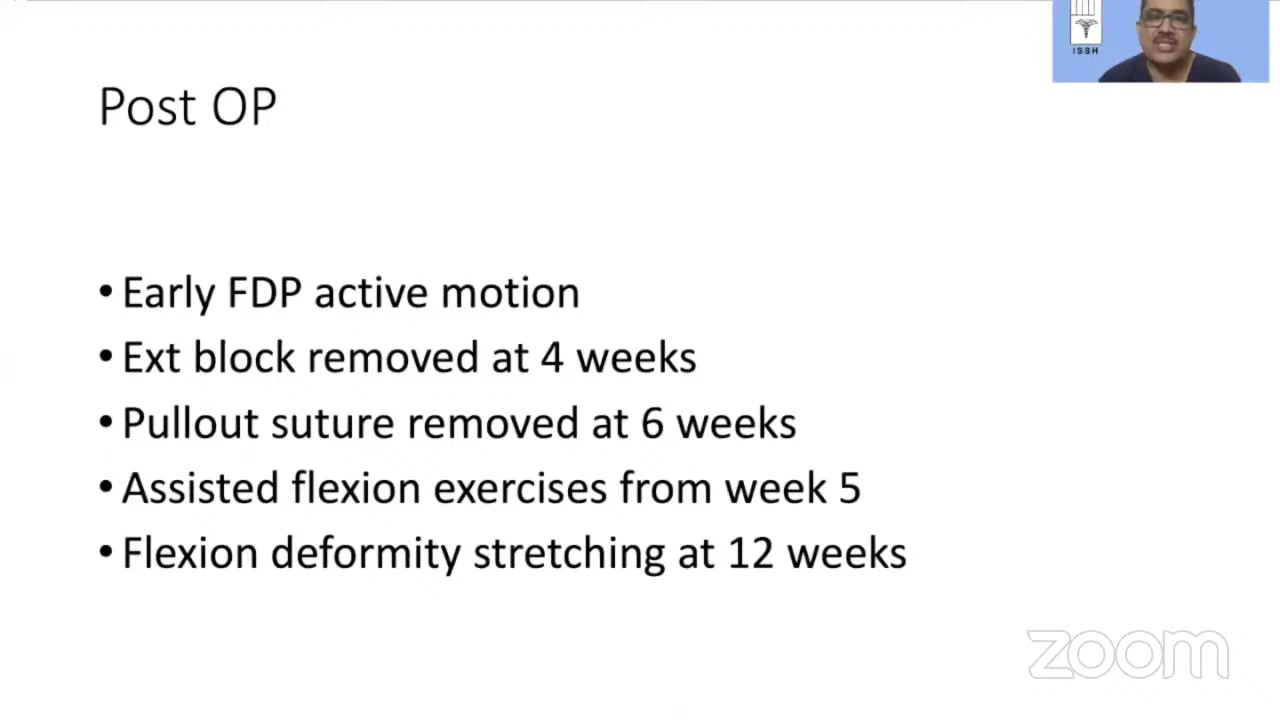 ISSH
Post OP
• Early FDP active motion
• Ext block removed at 4 weeks
• Pullout suture removed at 6 weeks
• Assisted flexion exercises from week 5
• Flexion deformity stretching at 12 weeks
zoom